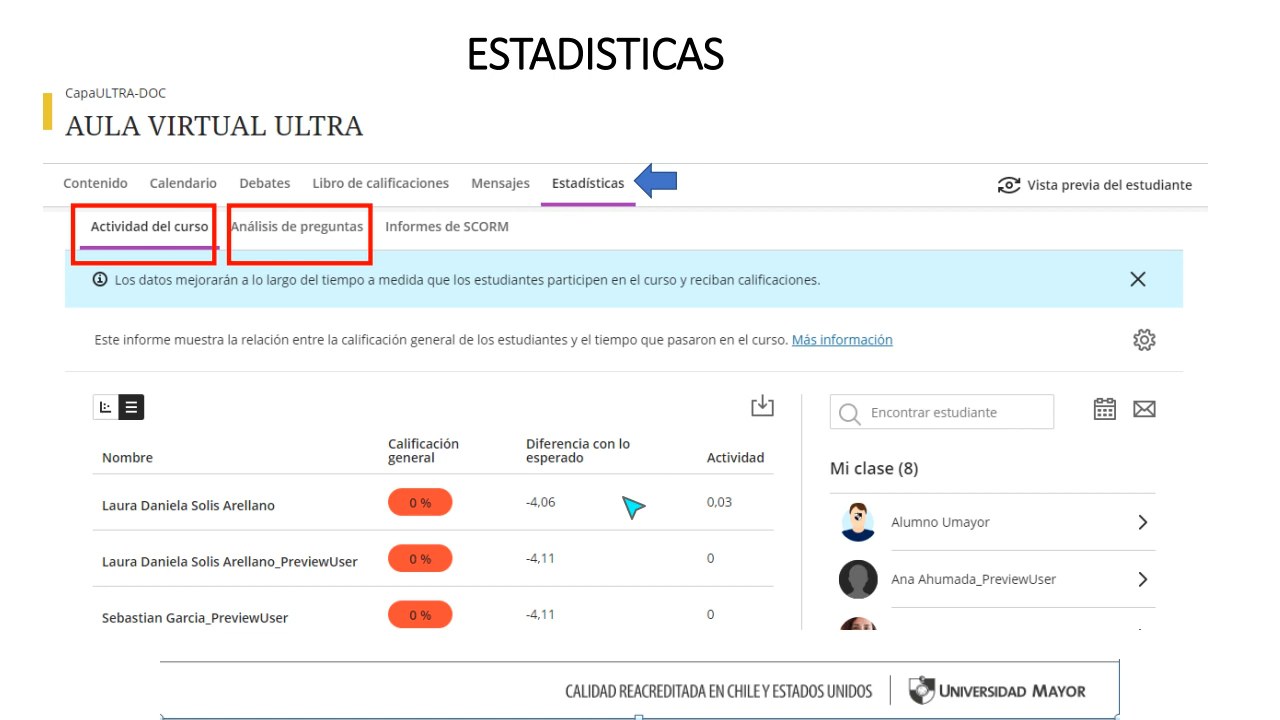 ESTADISTICAS
CapaULTRA-DOC
AULA VIRTUAL ULTRA
Contenido Calendario Debates Libro de calificaciones Mensajes Estadísticas Vista previa del estudiante
Actividad del curso Análisis de preguntas Informes de SCORM
Los datos mejorarán a lo largo del tiempo a medida que los estudiantes participen en el curso y reciban calificaciones.
Este informe muestra la relación entre la calificación general de los estudiantes y el tiempo que pasaron en el curso. Más información
Encontrar estudiante
Nombre Calificación general Diferencia con lo esperado Actividad
Mi clase (8)
Laura Daniela Solis Arellano 0 % -4,06 0,03
Alumno Umayor
Laura Daniela Solis Arellano_PreviewUser 0 % -4,11 0
Ana Ahumada_PreviewUser
Sebastian Garcia_PreviewUser 0 % -4,11 0
CALIDAD REACREDITADA EN CHILE Y ESTADOS UNIDOS UNIVERSIDAD MAYOR